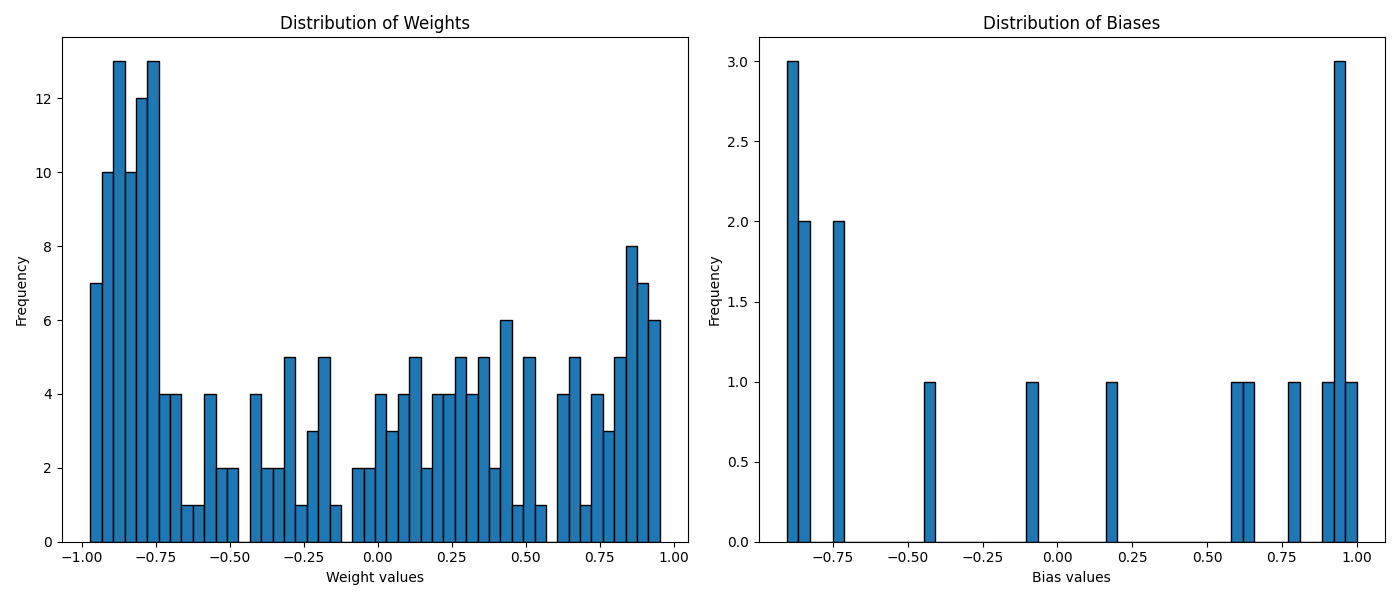 Distribution of Weights
Frequency
12
10
8
6
4
2
0
−1.00 −0.75 −0.50 −0.25 0.00 0.25 0.50 0.75 1.00
Weight values
Distribution of Biases
Frequency
3.0
2.5
2.0
1.5
1.0
0.5
0.0
−0.75 −0.50 −0.25 0.00 0.25 0.50 0.75 1.00
Bias values